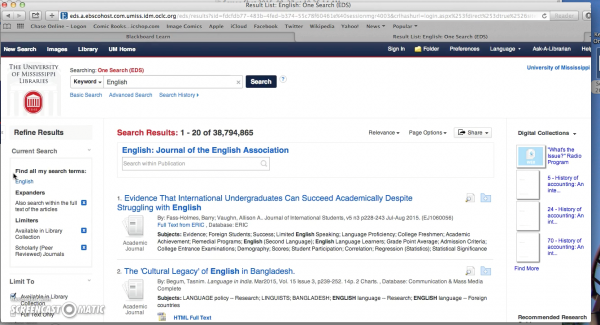 Result List: English: One Search (EDS)
eds.a.ebscohost.com.umiss.idm.oclc.org
Chase Online - Logon
Comic Books
iashop.com
Image Comics
Apple
iCloud
Facebook
Twitter
Wikipedia
Yahoo
News
Popular
Blackboard Learn
Result List: English: One Search (EDS)
New Search Images Library UM Home
Sign In Folder Preferences Language Ask-A-Librarian
University of Mississippi
THE UNIVERSITY
OF MISSISSIPPI
LIBRARIES
Searching: One Search (EDS)
Keyword English Search
Basic Search Advanced Search Search History
Refine Results
Current Search
Find all my search terms:
English
Expanders
Also search within the full
text of the articles
Limiters
Available in Library
Collection
Scholarly (Peer
Reviewed) Journals
Limit To
Available in Library
Collection
Full Text Only
Search Results: 1 - 20 of 38,794,865
Relevance Page Options Share
English: Journal of the English Association
Search within Publication
1. Evidence That International Undergraduates Can Succeed Academically Despite
Struggling with English
By: Fass-Holmes, Barry; Vaughn, Allison A. Journal of International Students, v5 n3 p228-243 Jul-Aug 2015. (EJ1060056)
Full Text from ERIC , Database: ERIC
Academic
Journal
Subjects: Evidence; Foreign Students; Success; Limited English Speaking; Language Proficiency; College Freshmen; Academic
Achievement; Remedial Programs; English (Second Language); English Language Learners; Grade Point Average; Admission Criteria;
College Entrance Examinations; Demography; Scores; Student Participation; Correlation; Regression (Statistics); Statistical Significance
2. The 'Cultural Legacy' of English in Bangladesh.
By: Begum, Tasnim. Language in India. Mar2015, Vol. 15 Issue 3, p239-252. 14p. 2 Charts. , Database: Communication & Mass Media
Complete
Academic
Journal
Subjects: LANGUAGE policy -- Research; LINGUISTS; BANGLADESH; ENGLISH language -- Research; ENGLISH language -- Foreign
countries
HTML Full Text
Digital Collections
"What's the
Issue?" Radio
Program
5 - History of
accounting: An
inte...
24 - History of
accounting: An
inte...
70 - History of
accounting: An
inte...
Find More
Recommended Research
SCREENCAST-O-MATIC